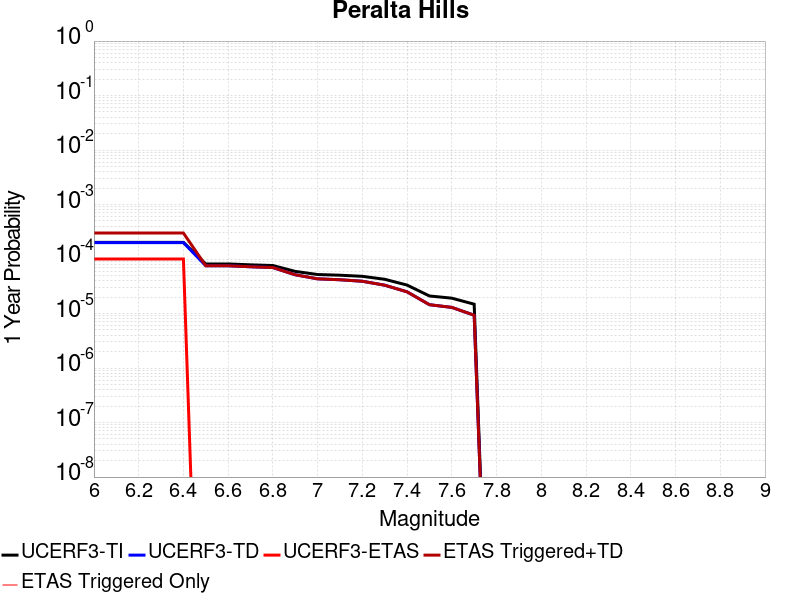 Peralta Hills
10^0
10^-1
10^-2
10^-3
10^-4
10^-5
10^-6
10^-7
10^-8
1 Year Probability
6 6.2 6.4 6.6 6.8 7 7.2 7.4 7.6 7.8 8 8.2 8.4 8.6 8.8 9
Magnitude
UCERF3-TI UCERF3-TD UCERF3-ETAS ETAS Triggered+TD
ETAS Triggered Only